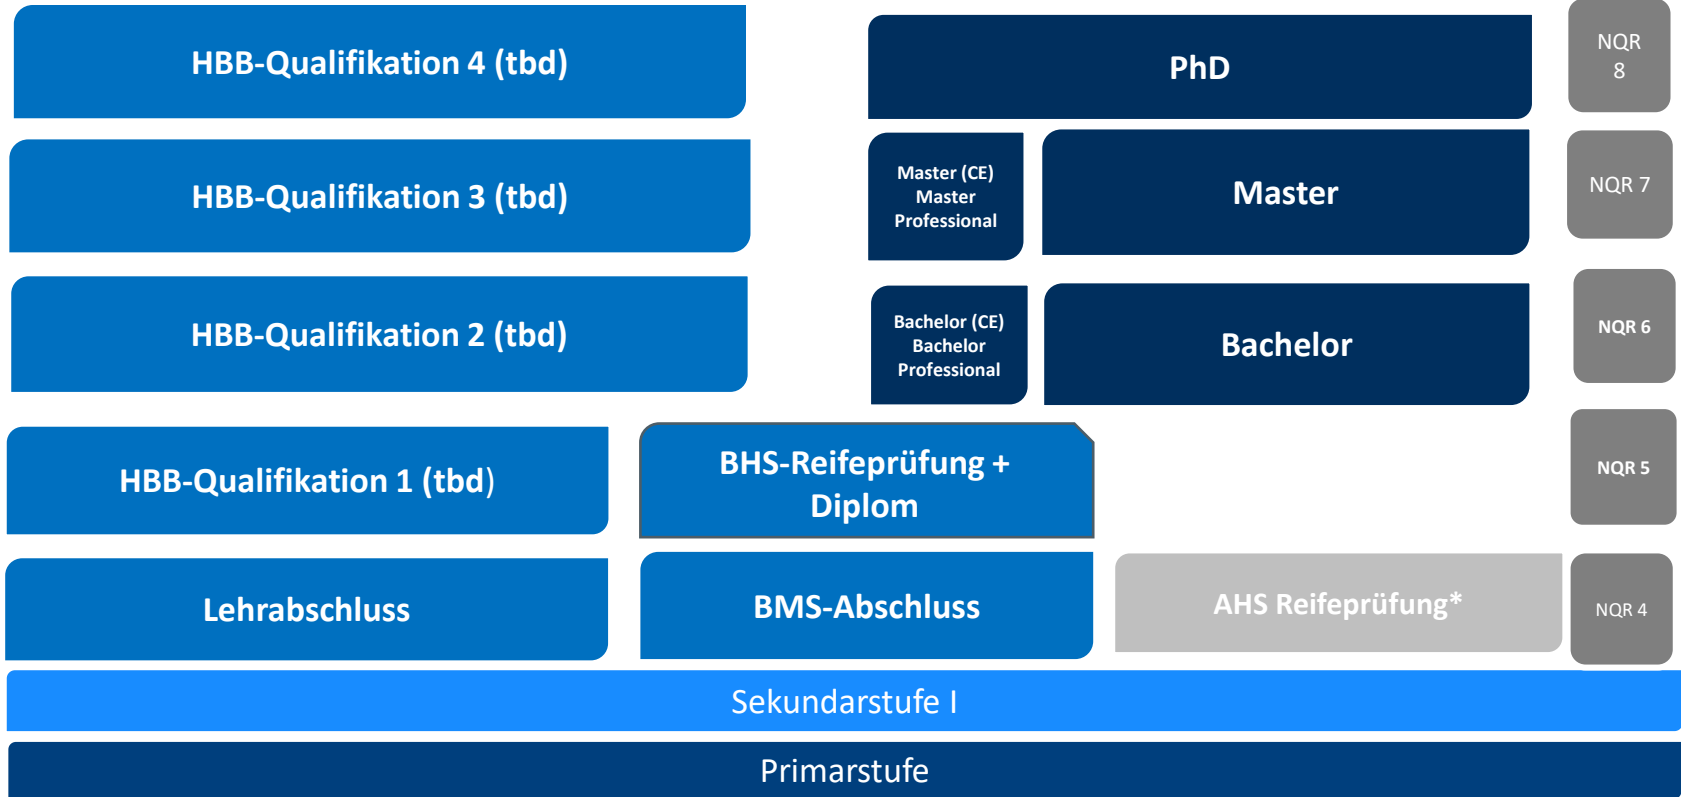 HBB-Qualifikation 4 (tbd)
PhD
NQR
8
HBB-Qualifikation 3 (tbd)
Master (CE)
Master
Professional
Master
NQR 7
HBB-Qualifikation 2 (tbd)
Bachelor (CE)
Bachelor
Professional
Bachelor
NQR 6
HBB-Qualifikation 1 (tbd)
BHS-Reifeprüfung +
Diplom
NQR 5
Lehrabschluss
BMS-Abschluss
AHS Reifeprüfung*
NQR 4
Sekundarstufe I
Primarstufe